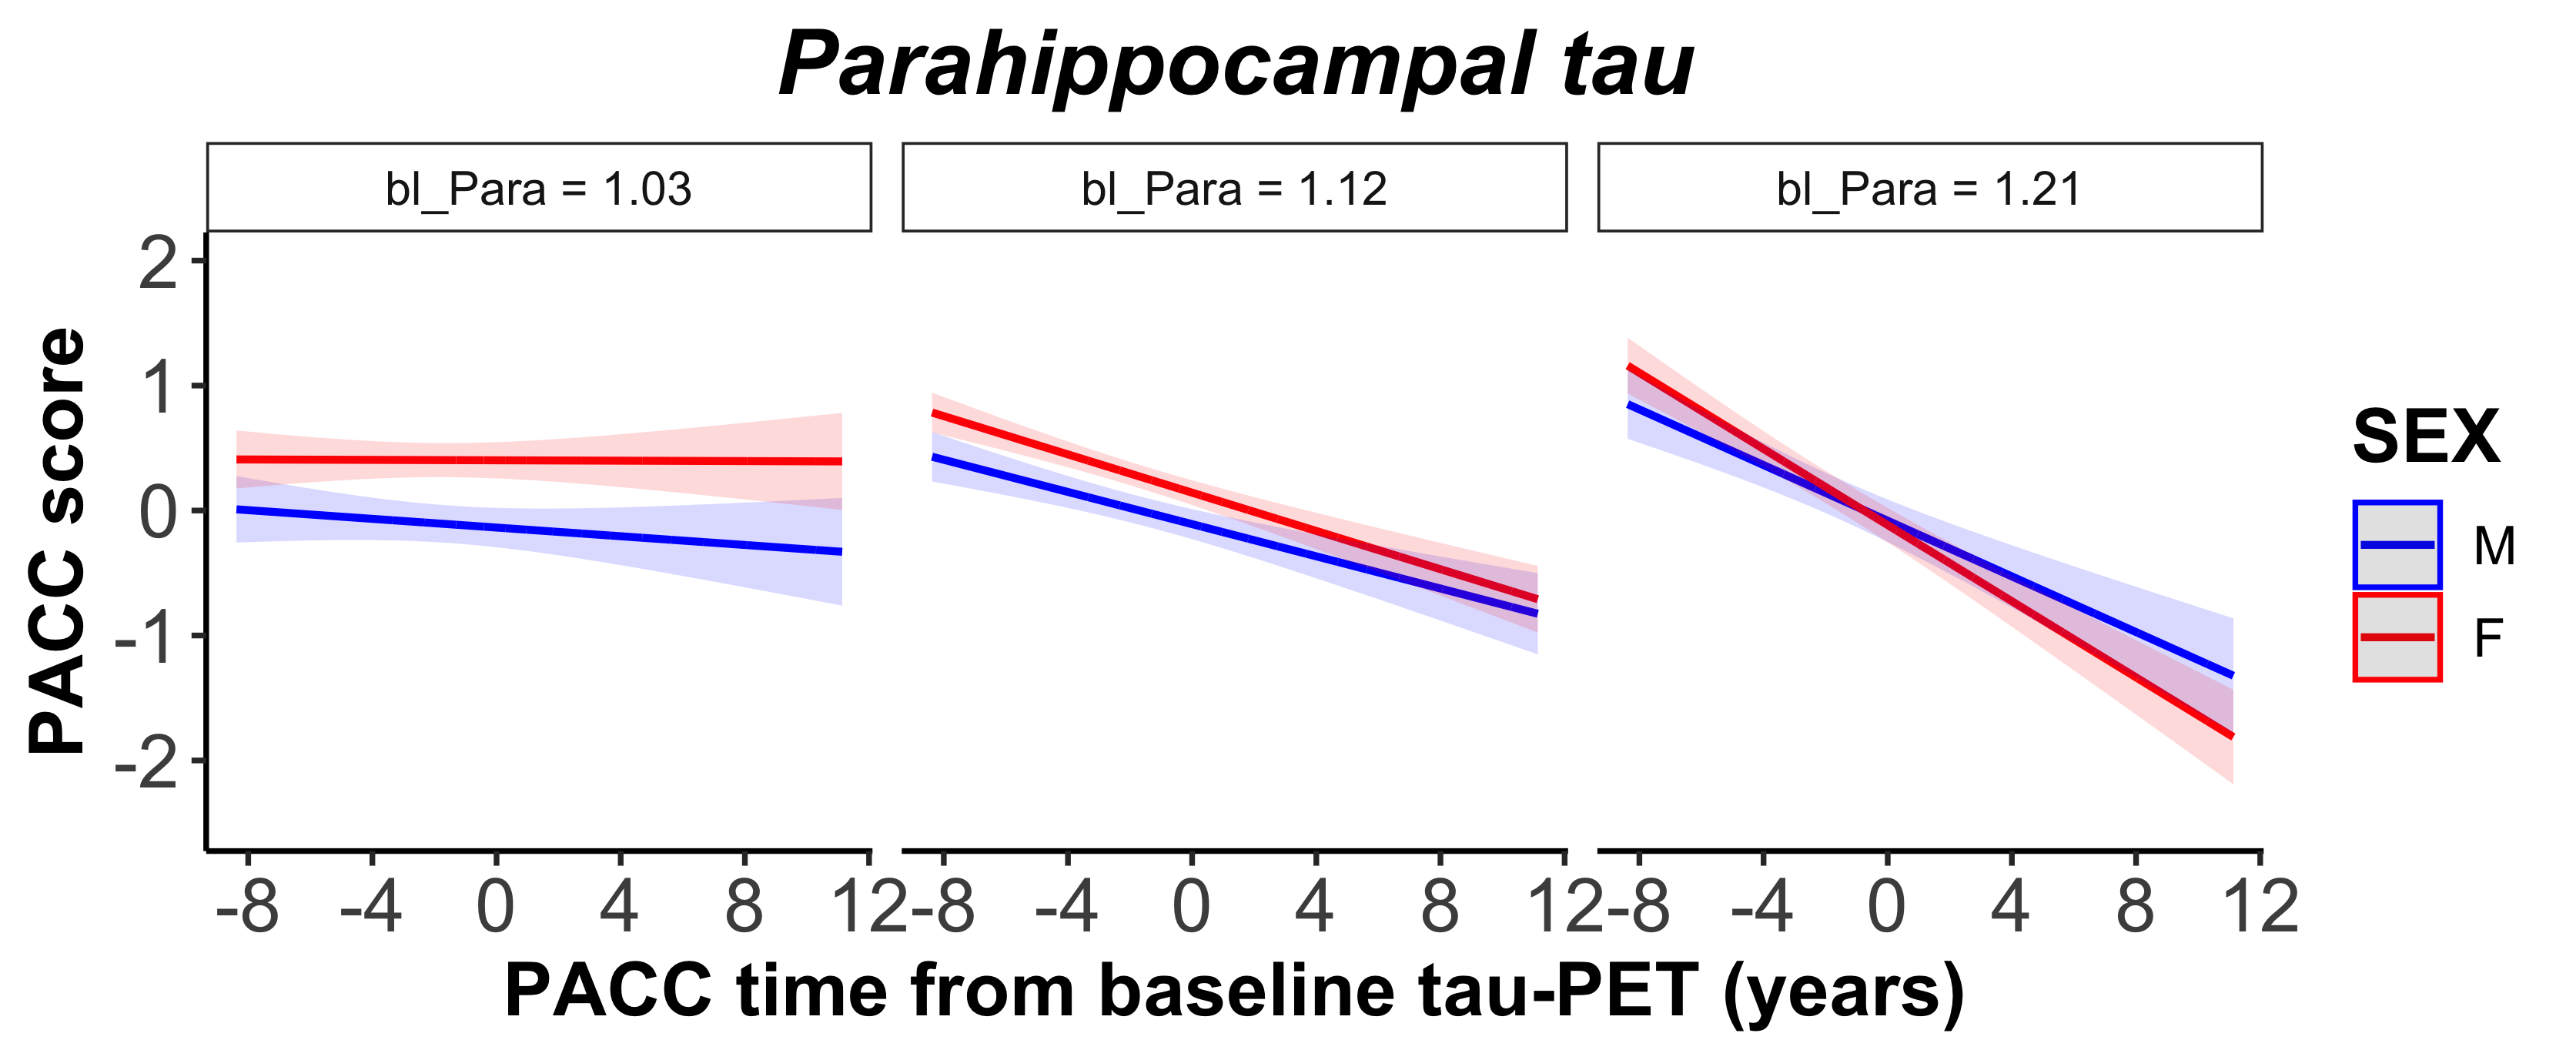 Parahippocampal tau
bl_Para = 1.03
bl_Para = 1.12
bl_Para = 1.21
PACC score
2
1
0
-1
-2
-8 -4 0 4 8 12
-8 -4 0 4 8 12
-8 -4 0 4 8 12
PACC time from baseline tau-PET (years)
SEX
M
F